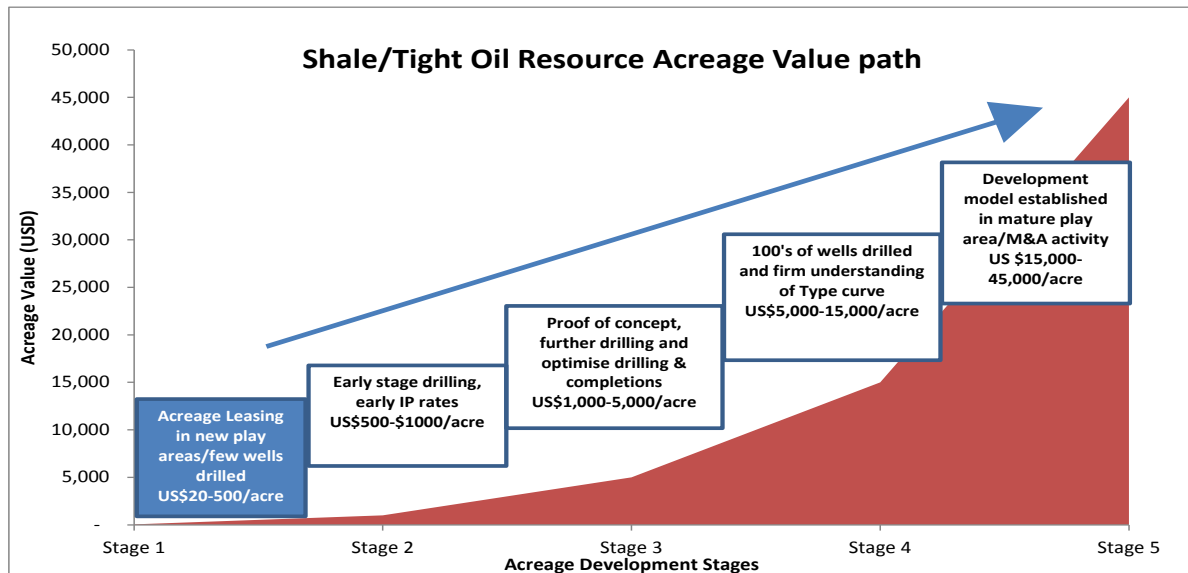 Shale/Tight Oil Resource Acreage Value path
Acreage Value (USD)
50,000
45,000
40,000
35,000
30,000
25,000
20,000
15,000
10,000
5,000
-
Acreage Leasing
in new play
areas/few wells
drilled
US$20-500/acre
Early stage drilling,
early IP rates
US$500-$1000/acre
Proof of concept,
further drilling and
optimise drilling &
completions
US$1,000-5,000/acre
100's of wells drilled
and firm understanding
of Type curve
US$5,000-15,000/acre
Development
model established
in mature play
area/M&A activity
US $15,000-
45,000/acre
Stage 1
Stage 2
Stage 3
Stage 4
Stage 5
Acreage Development Stages